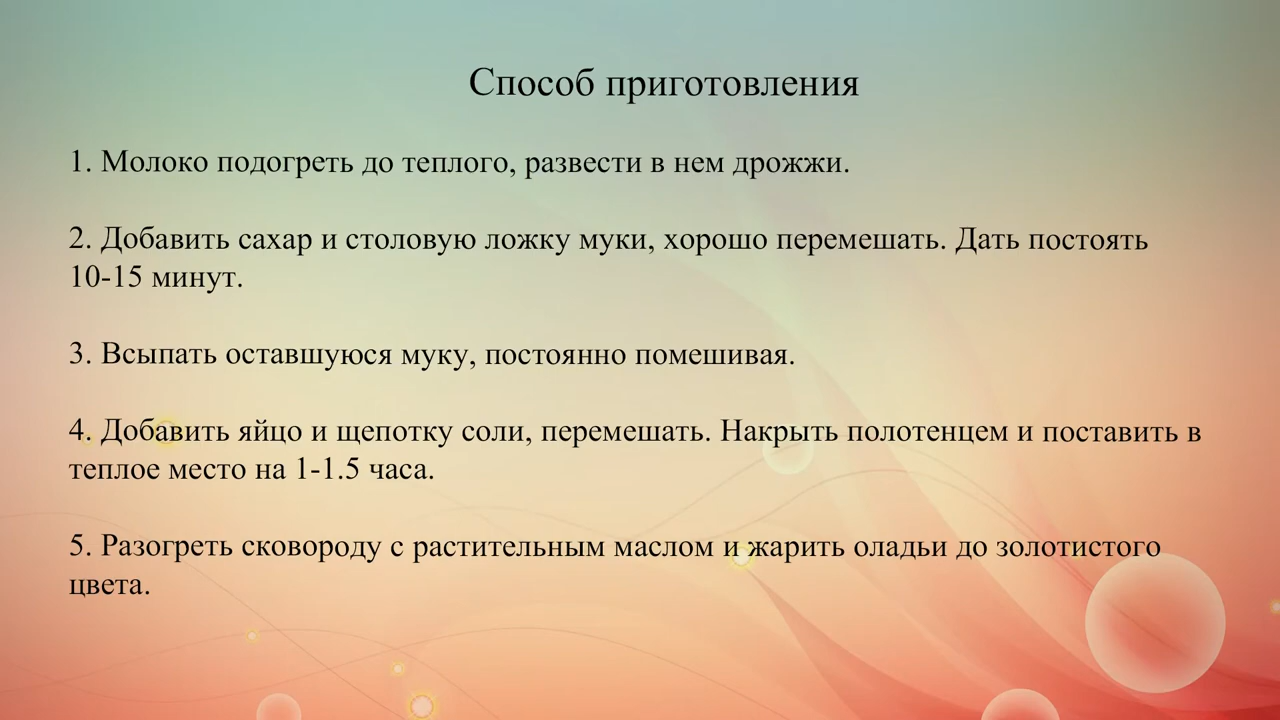 Способ приготовления
1. Молоко подогреть до теплого, развести в нем дрожжи.
2. Добавить сахар и столовую ложку муки, хорошо перемешать. Дать постоять
10-15 минут.
3. Всыпать оставшуюся муку, постоянно помешивая.
4. Добавить яйцо и щепотку соли, перемешать. Накрыть полотенцем и поставить в
теплое место на 1-1.5 часа.
5. Разогреть сковороду с растительным маслом и жарить оладьи до золотистого
цвета.